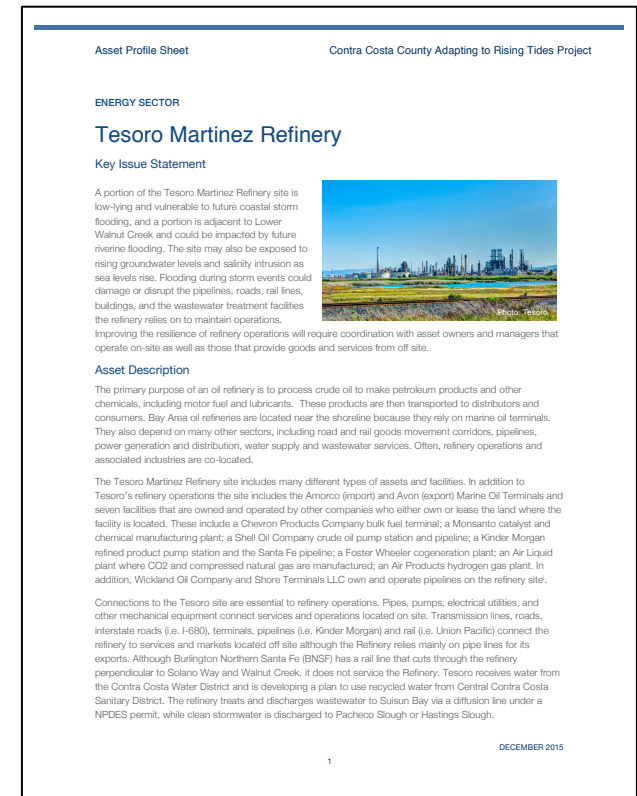 Asset Profile Sheet
Contra Costa County Adapting to Rising Tides Project
ENERGY SECTOR
Tesoro Martinez Refinery
Key Issue Statement
A portion of the Tesoro Martinez Refinery site is
low-lying and vulnerable to future coastal storm
flooding, and a portion is adjacent to Lower
Walnut Creek and could be impacted by future
riverine flooding. The site may also be exposed to
rising groundwater levels and salinity intrusion as
sea levels rise. Flooding during storm events could
damage or disrupt the pipelines, roads, rail lines,
buildings, and the wastewater treatment facilities
the refinery relies on to maintain operations.
Photo: Tesoro
Improving the resilience of refinery operations will require coordination with asset owners and managers that
operate on-site as well as those that provide goods and services from off site.
Asset Description
The primary purpose of an oil refinery is to process crude oil to make petroleum products and other
chemicals, including motor fuel and lubricants. These products are then transported to distributors and
consumers. Bay Area oil refineries are located near the shoreline because they rely on marine oil terminals.
They also depend on many other sectors, including road and rail goods movement corridors, pipelines,
power generation and distribution, water supply and wastewater services. Often, refinery operations and
associated industries are co-located.
The Tesoro Martinez Refinery site includes many different types of assets and facilities. In addition to
Tesoro's refinery operations the site includes the Amorco (import) and Avon (export) Marine Oil Terminals and
seven facilities that are owned and operated by other companies who either own or lease the land where the
facility is located. These include a Chevron Products Company bulk fuel terminal; a Monsanto catalyst and
chemical manufacturing plant; a Shell Oil Company crude oil pump station and pipeline; a Kinder Morgan
refined product pump station and the Santa Fe pipeline; a Foster Wheeler cogeneration plant; an Air Liquid
plant where CO2 and compressed natural gas are manufactured; an Air Products hydrogen gas plant. In
addition, Wickland Oil Company and Shore Terminals LLC own and operate pipelines on the refinery site.
Connections to the Tesoro site are essential to refinery operations. Pipes, pumps, electrical utilities, and
other mechanical equipment connect services and operations located on site. Transmission lines, roads,
interstate roads (i.e. I-680), terminals, pipelines (i.e. Kinder Morgan) and rail (i.e. Union Pacific) connect the
refinery to services and markets located off site although the Refinery relies mainly on pipe lines for its
exports. Although Burlington Northern Santa Fe (BNSF) has a rail line that cuts through the refinery
perpendicular to Solano Way and Walnut Creek, it does not service the Refinery. Tesoro receives water from
the Contra Costa Water District and is developing a plan to use recycled water from Central Contra Costa
Sanitary District. The refinery treats and discharges wastewater to Suisun Bay via a diffusion line under a
NPDES permit, while clean stormwater is discharged to Pacheco Slough or Hastings Slough.
DECEMBER 2015
1